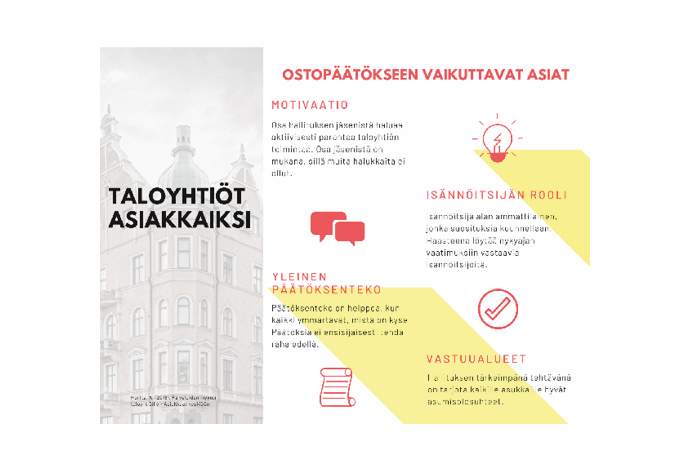 TALOYHTIÖT
ASIAKKAIKSI
OSTOPÄÄTÖKSEEN VAIKUTTAVAT ASIAT
MOTIVAATIO
Osa hallituksen jäsenistä haluaa
aktiivisesti parantaa taloyhtiön
toimintaa. Osa jäsenistä on
mukana, sillä muita halukkaita ei
ollut.
YLEINEN
PÄÄTÖKSENTEKO
Päätöksenteko on helppoa, kun
kaikki ymmärtävät, mistä on kyse
Päätöksiä ei ensisijaisesti tehdä
raha edellä.
ISÄNNÖITSIJÄN ROOLI
Isännöitsijä alan ammattilainen,
jonka suosituksia kuunnellaan.
Haasteena löytää nykyajan
vaatimuksiin vastaavia
isännöitsijöitä.
VASTUUALUEET
Hallituksen tärkeimpänä tehtävänä
on tarjota kaikille asukkaille hyvät
asumisolosuhteet.